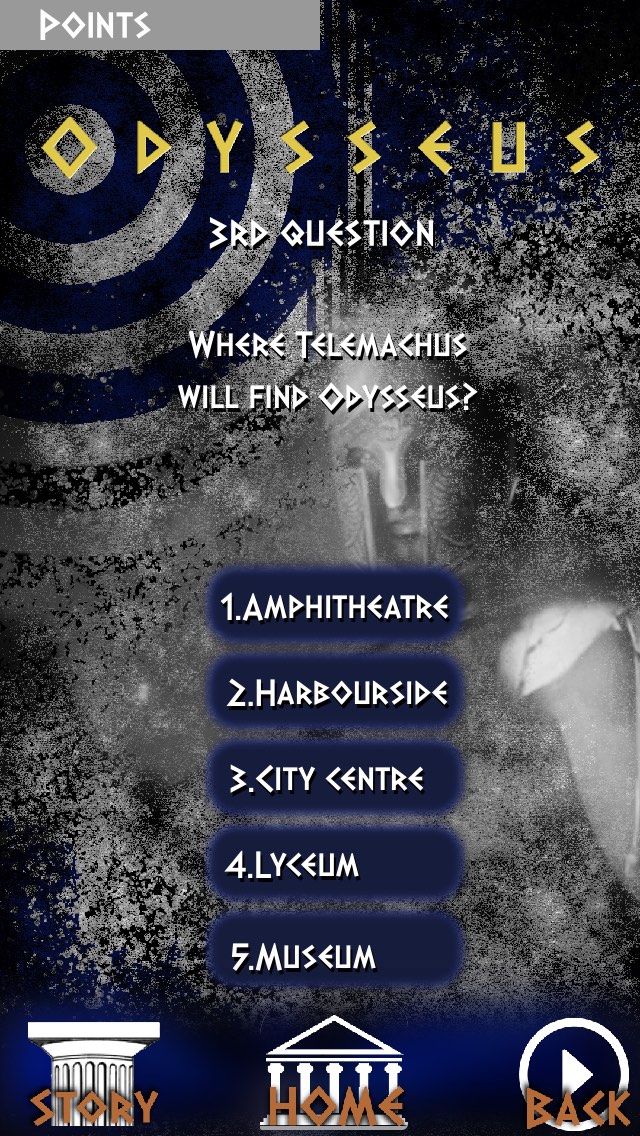 Points
Odysseus
3rd question
Where Telemachus
will find Odysseus?
1.Amphitheatre
2.Harbourside
3.City centre
4.Lyceum
5.Museum
Story
Home
Back